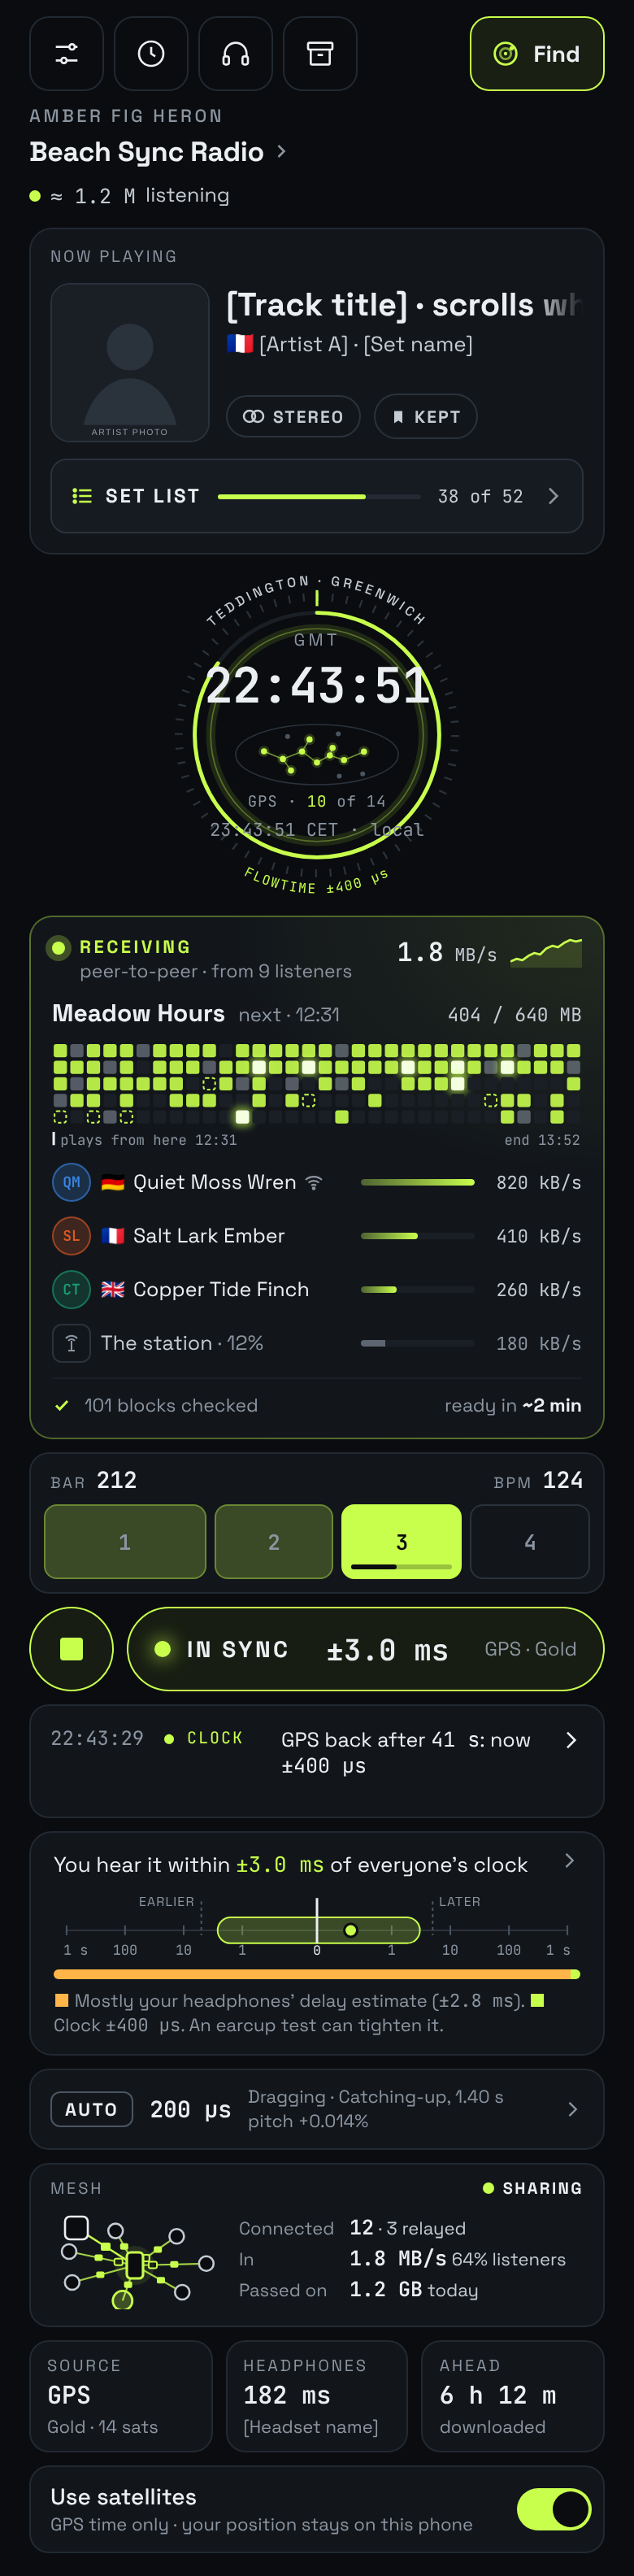 Find
AMBER FIG HERON
Beach Sync Radio
≈ 1.2 M listening
NOW PLAYING
[Track title] · scrolls wh
[Artist A] · [Set name]
STEREO
KEPT
ARTIST PHOTO
SET LIST
38 of 52
TEDDINGTON · GREENWICH
GMT
22:43:51
GPS · 10 of 14
23:43:51 CET · local
FLOWTIME ±400 µs
RECEIVING
1.8 MB/s
peer-to-peer · from 9 listeners
Meadow Hours next · 12:31
404 / 640 MB
plays from here 12:31
end 13:52
QM Quiet Moss Wren 820 kB/s
SL Salt Lark Ember 410 kB/s
CT Copper Tide Finch 260 kB/s
The station · 12% 180 kB/s
101 blocks checked
ready in ~2 min
BAR 212
BPM 124
1 2 3 4
IN SYNC ±3.0 ms GPS · Gold
22:43:29 CLOCK GPS back after 41 s: now
±400 µs
You hear it within ±3.0 ms of everyone's clock
EARLIER LATER
1 s 100 10 1 0 1 10 100 1 s
Mostly your headphones' delay estimate (±2.8 ms).
Clock ±400 µs. An earcup test can tighten it.
AUTO 200 µs
Dragging · Catching-up, 1.40 s
pitch +0.014%
MESH
SHARING
Connected 12 · 3 relayed
In 1.8 MB/s 64% listeners
Passed on 1.2 GB today
SOURCE
GPS
Gold · 14 sats
HEADPHONES
182 ms
[Headset name]
AHEAD
6 h 12 m
downloaded
Use satellites
GPS time only · your position stays on this phone